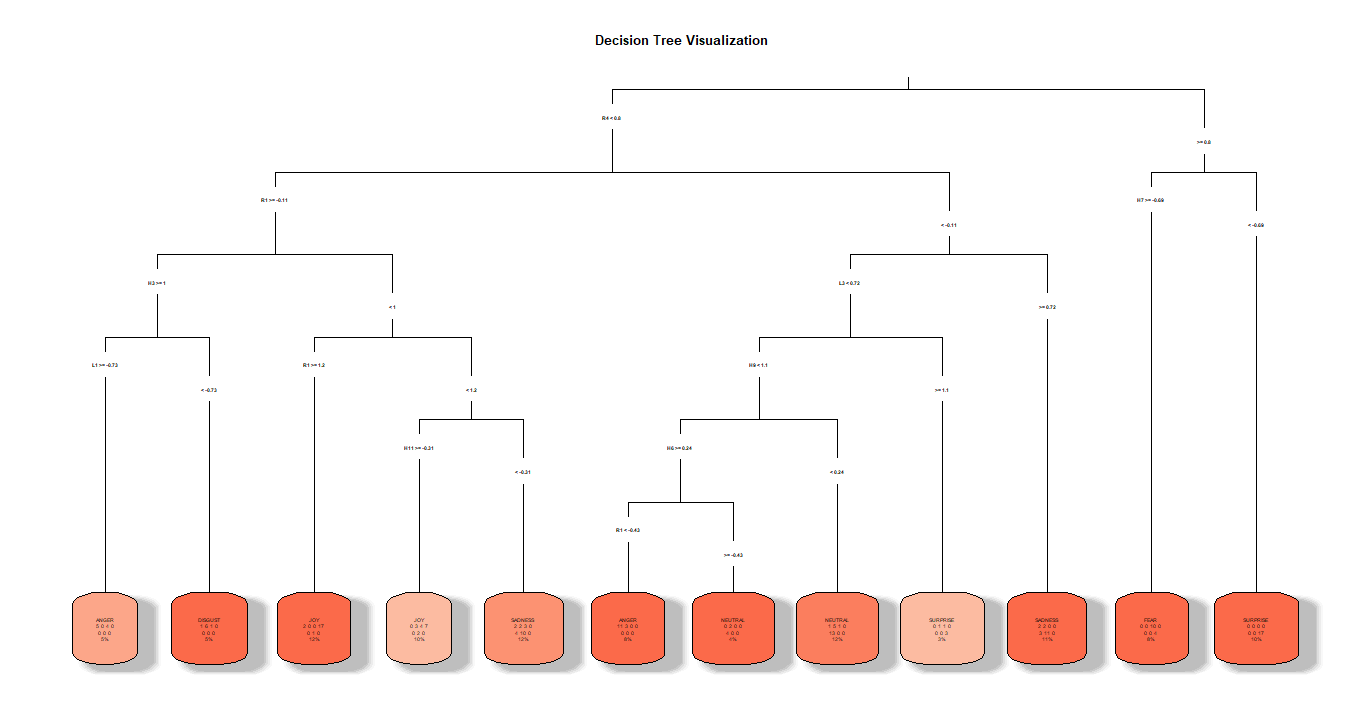 Decision Tree Visualization
R4 < 0.8
>= 0.8
R1 >= -0.11
H7 >= -0.69
< -0.11
< -0.69
H3 >= 1
L3 < 0.72
< 1
>= 0.72
L1 >= -0.73
R1 >= 1.2
H9 < 1.1
< -0.73
< 1.2
>= 1.1
H11 >= -0.31
H6 >= 0.24
< -0.31
< 0.24
R1 < -0.43
>= -0.43
ANGER
5 0 4 0
0 0 0
5%
DISGUST
1 6 1 0
0 0 0
5%
JOY
2 0 0 17
0 1 0
12%
JOY
0 3 4 7
0 2 0
10%
SADNESS
2 2 3 0
4 10 0
12%
ANGER
11 3 0 0
0 0 0
8%
NEUTRAL
0 2 0 0
4 0 0
4%
NEUTRAL
1 5 1 0
13 0 0
12%
SURPRISE
0 1 1 0
0 0 3
3%
SADNESS
2 2 0 0
3 11 0
11%
FEAR
0 0 10 0
0 0 4
8%
SURPRISE
0 0 0 0
0 0 17
10%